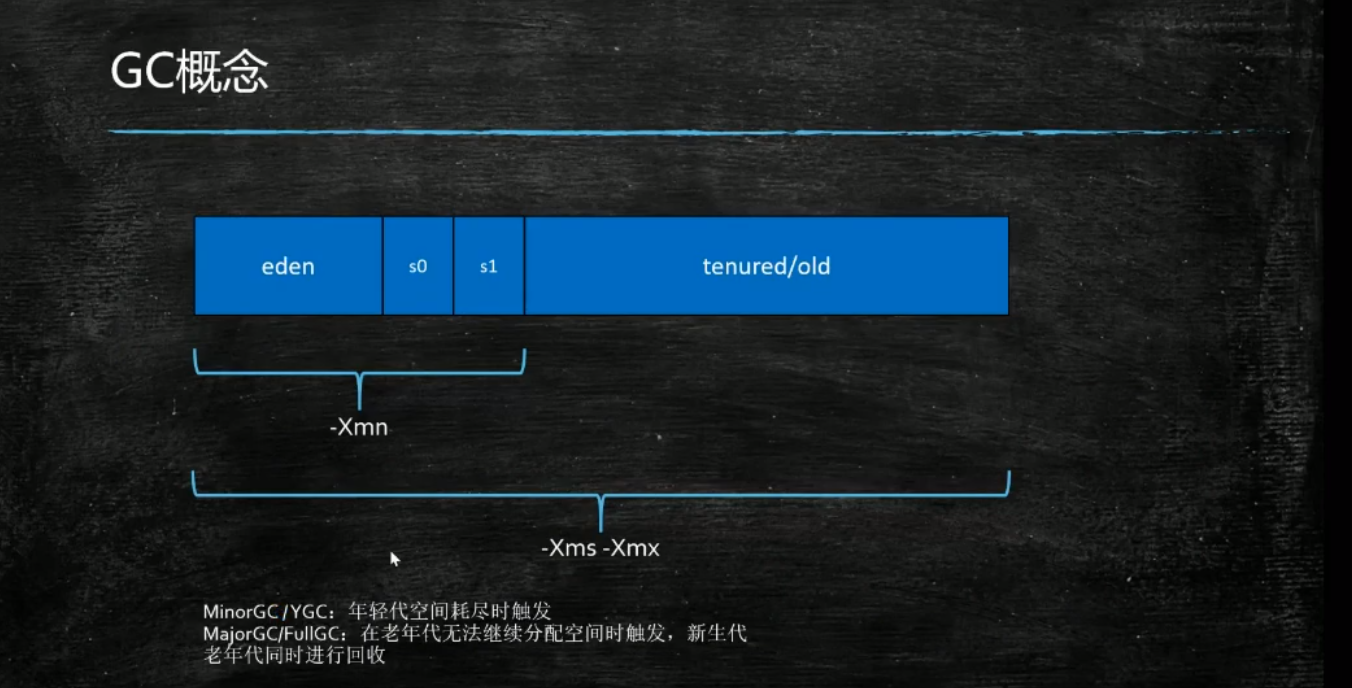 GC概念
eden
s0
s1
tenured/old
-Xmn
-Xms -Xmx
MinorGC/YGC：年轻代空间耗尽时触发
MajorGC/FullGC：在老年代无法继续分配空间时触发，新生代
老年代同时进行回收